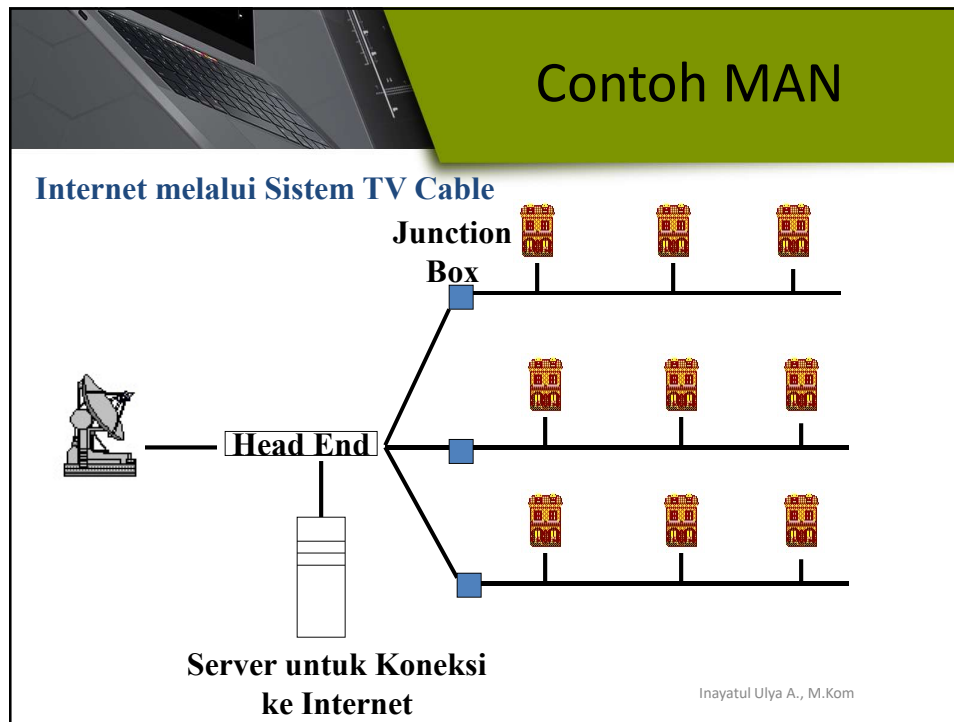 Contoh MAN
Internet melalui Sistem TV Cable
Junction
Box
Head End
Server untuk Koneksi
ke Internet
Inayatul Ulya A., M.Kom